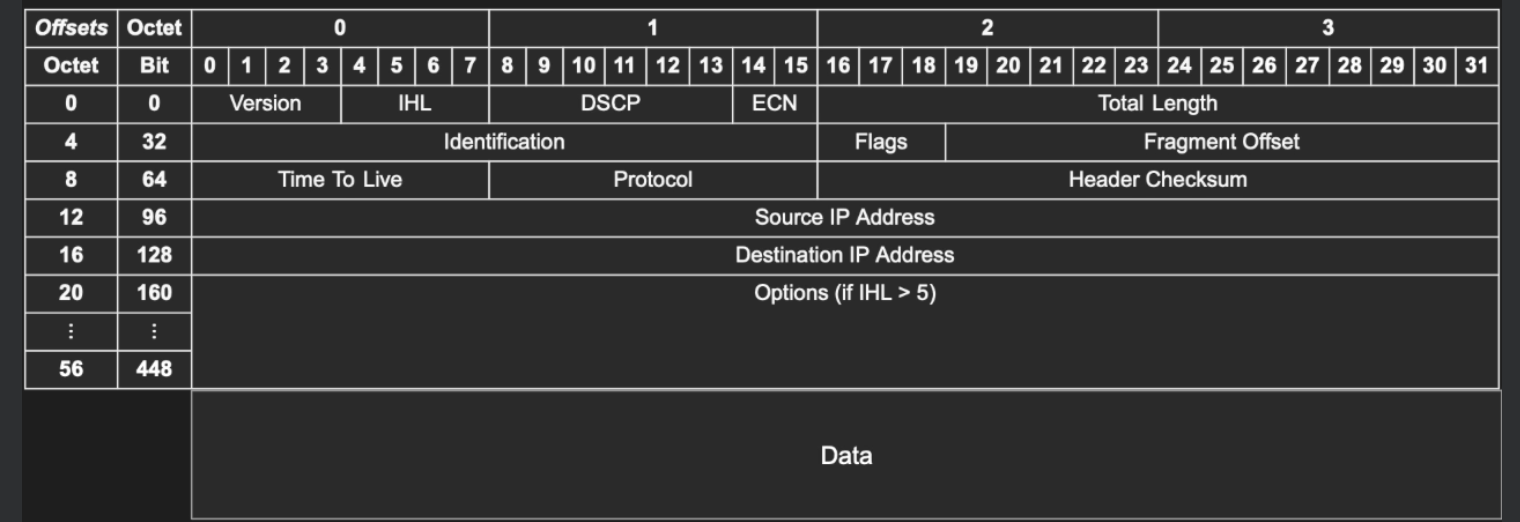 Offsets Octet 0 1 2 3
Octet Bit 0 1 2 3 4 5 6 7 8 9 10 11 12 13 14 15 16 17 18 19 20 21 22 23 24 25 26 27 28 29 30 31
0 0 Version IHL DSCP ECN Total Length
4 32 Identification Flags Fragment Offset
8 64 Time To Live Protocol Header Checksum
12 96 Source IP Address
16 128 Destination IP Address
20 160 Options (if IHL > 5)
⋮ ⋮
56 448
Data